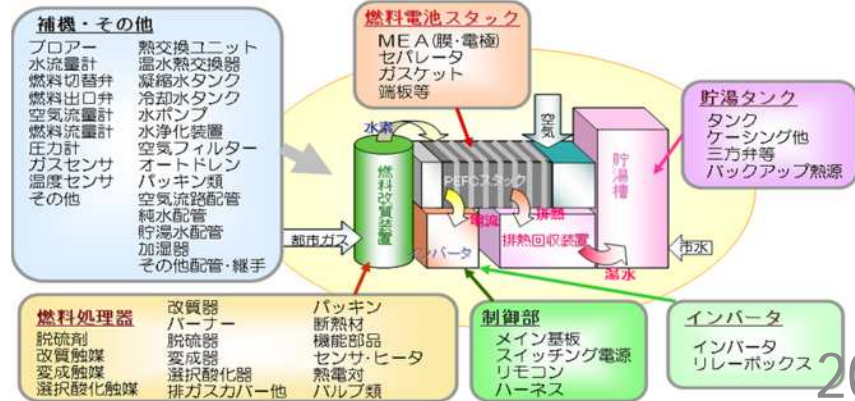 補機・その他
ブロアー 熱交換ユニット
水流量計 温水熱交換器
燃料切替弁 凝縮水タンク
燃料出口弁 冷却水タンク
空気流量計 水ポンプ
燃料流量計 水浄化装置
圧力計 空気フィルター
ガスセンサ オートドレン
温度センサ パッキン類
その他 空気流路配管
純水配管
貯湯水配管
加湿器
その他配管・継手
燃料電池スタック
MEA(膜・電極)
セパレータ
ガスケット
端板等
貯湯タンク
タンク
ケーシング他
三方弁等
バックアップ熱源
水素
空気
燃料改質装置
PEFCスタック
貯湯槽
電流
排熱
都市ガス
インバータ
排熱回収装置
市水
湯水
燃料処理器
脱硫剤
改質触媒
変成触媒
選択酸化触媒
改質器
バーナー
脱硫器
変成器
選択酸化器
排ガスカバー他
パッキン
断熱材
機能部品
センサ・ヒータ
熱電対
バルブ類
制御部
メイン基板
スイッチング電源
リモコン
ハーネス
インバータ
インバータ
リレーボックス